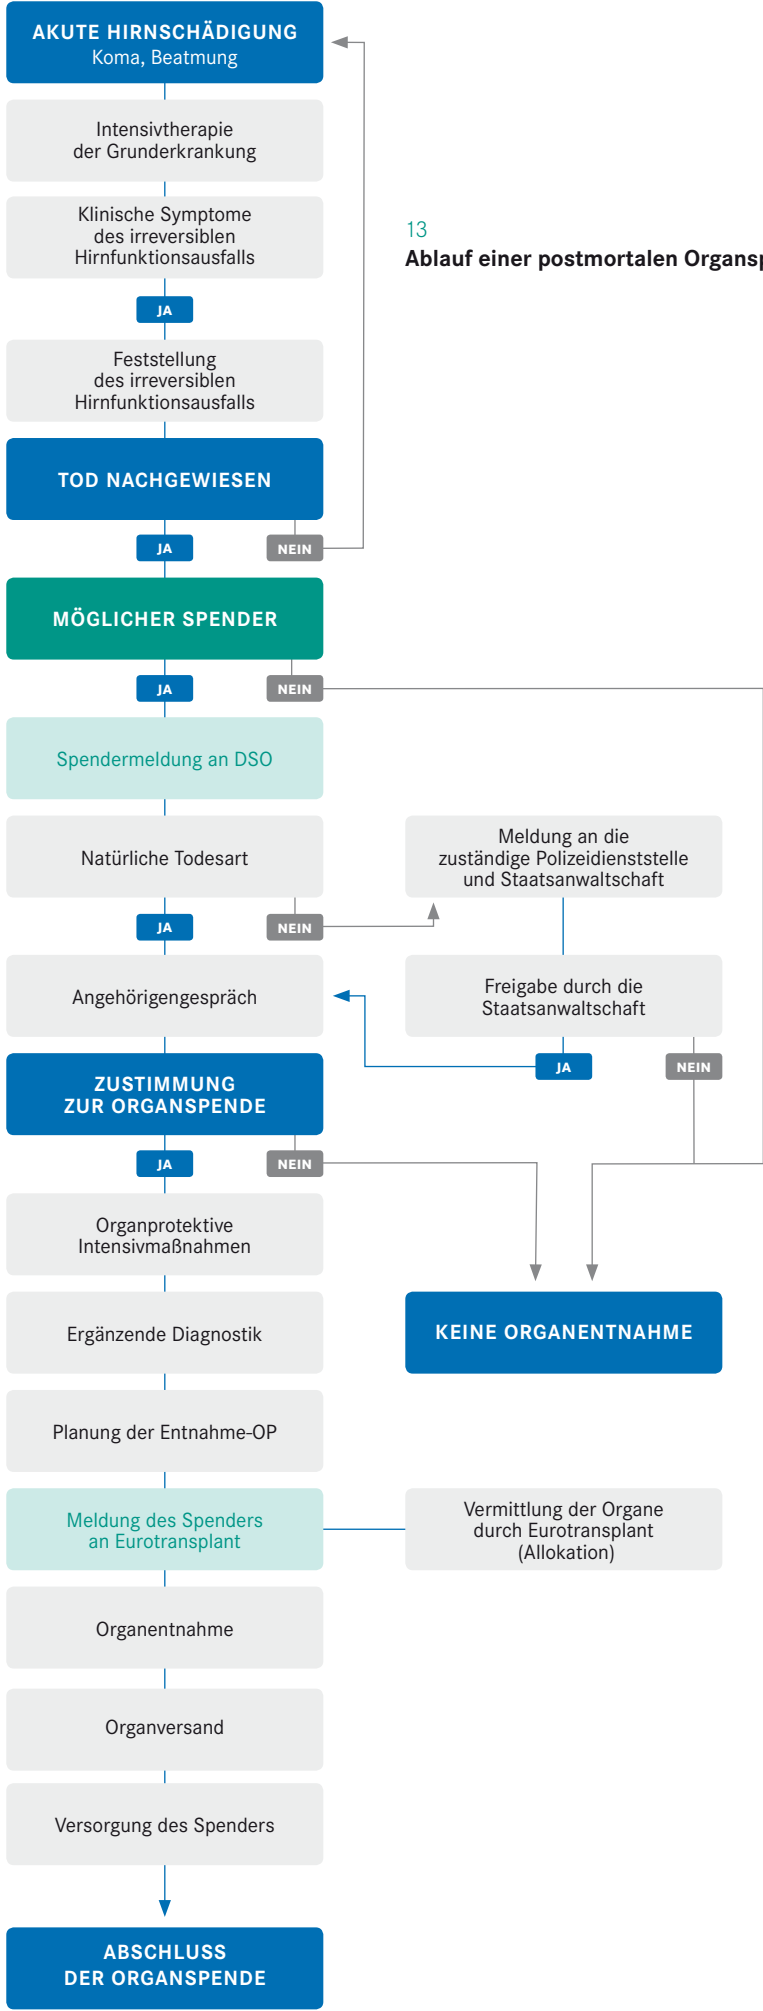 AKUTE HIRNSCHÄDIGUNG
Koma, Beatmung
Intensivtherapie
der Grunderkrankung
Klinische Symptome
des irreversiblen
Hirnfunktionsausfalls
13
Ablauf einer postmortalen Organsp
JA
Feststellung
des irreversiblen
Hirnfunktionsausfalls
TOD NACHGEWIESEN
JA
NEIN
MÖGLICHER SPENDER
JA
NEIN
Spendermeldung an DSO
Natürliche Todesart
Meldung an die
zuständige Polizeidienststelle
und Staatsanwaltschaft
JA
NEIN
Angehörigengespräch
Freigabe durch die
Staatsanwaltschaft
JA
NEIN
ZUSTIMMUNG
ZUR ORGANSPENDE
JA
NEIN
Organprotektive
Intensivmaßnahmen
Ergänzende Diagnostik
KEINE ORGANENTNAHME
Planung der Entnahme-OP
Meldung des Spenders
an Eurotransplant
Vermittlung der Organe
durch Eurotransplant
(Allokation)
Organentnahme
Organversand
Versorgung des Spenders
ABSCHLUSS
DER ORGANSPENDE